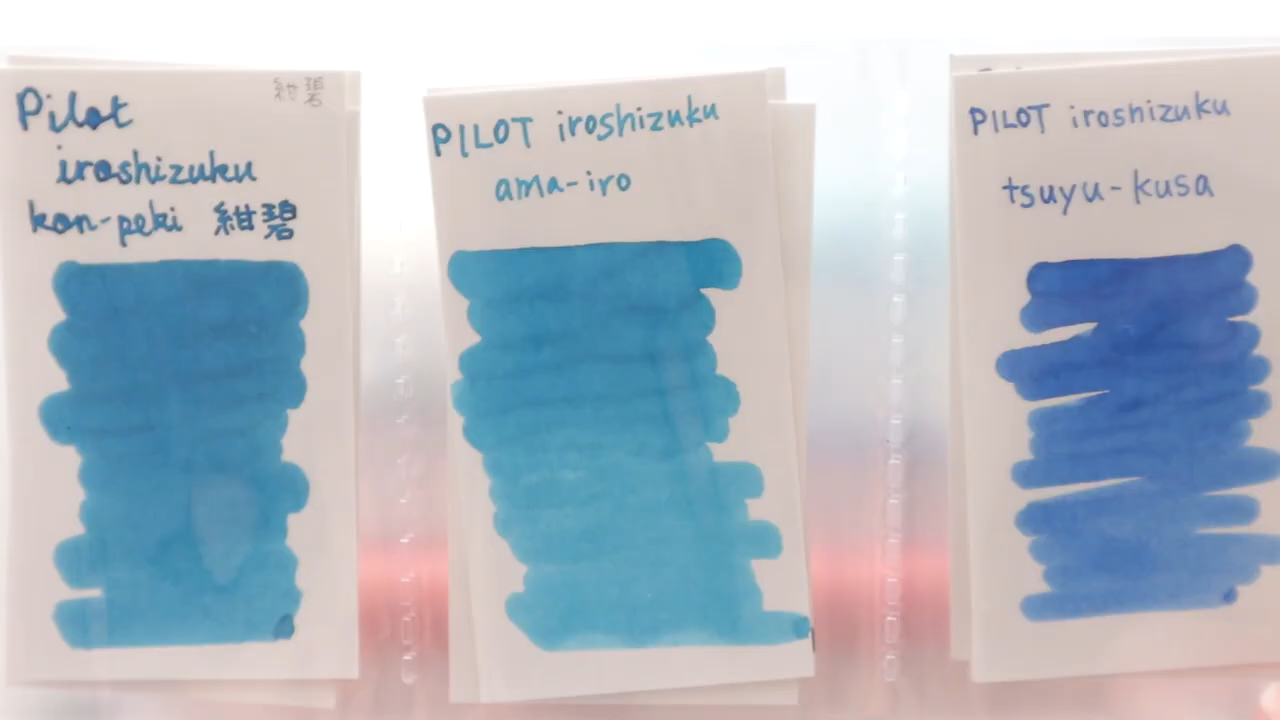 紺碧
Pilot
iroshizuku
kon-peki 紺碧
PILOT iroshizuku
ama-iro
PILOT iroshizuku
tsuyu-kusa